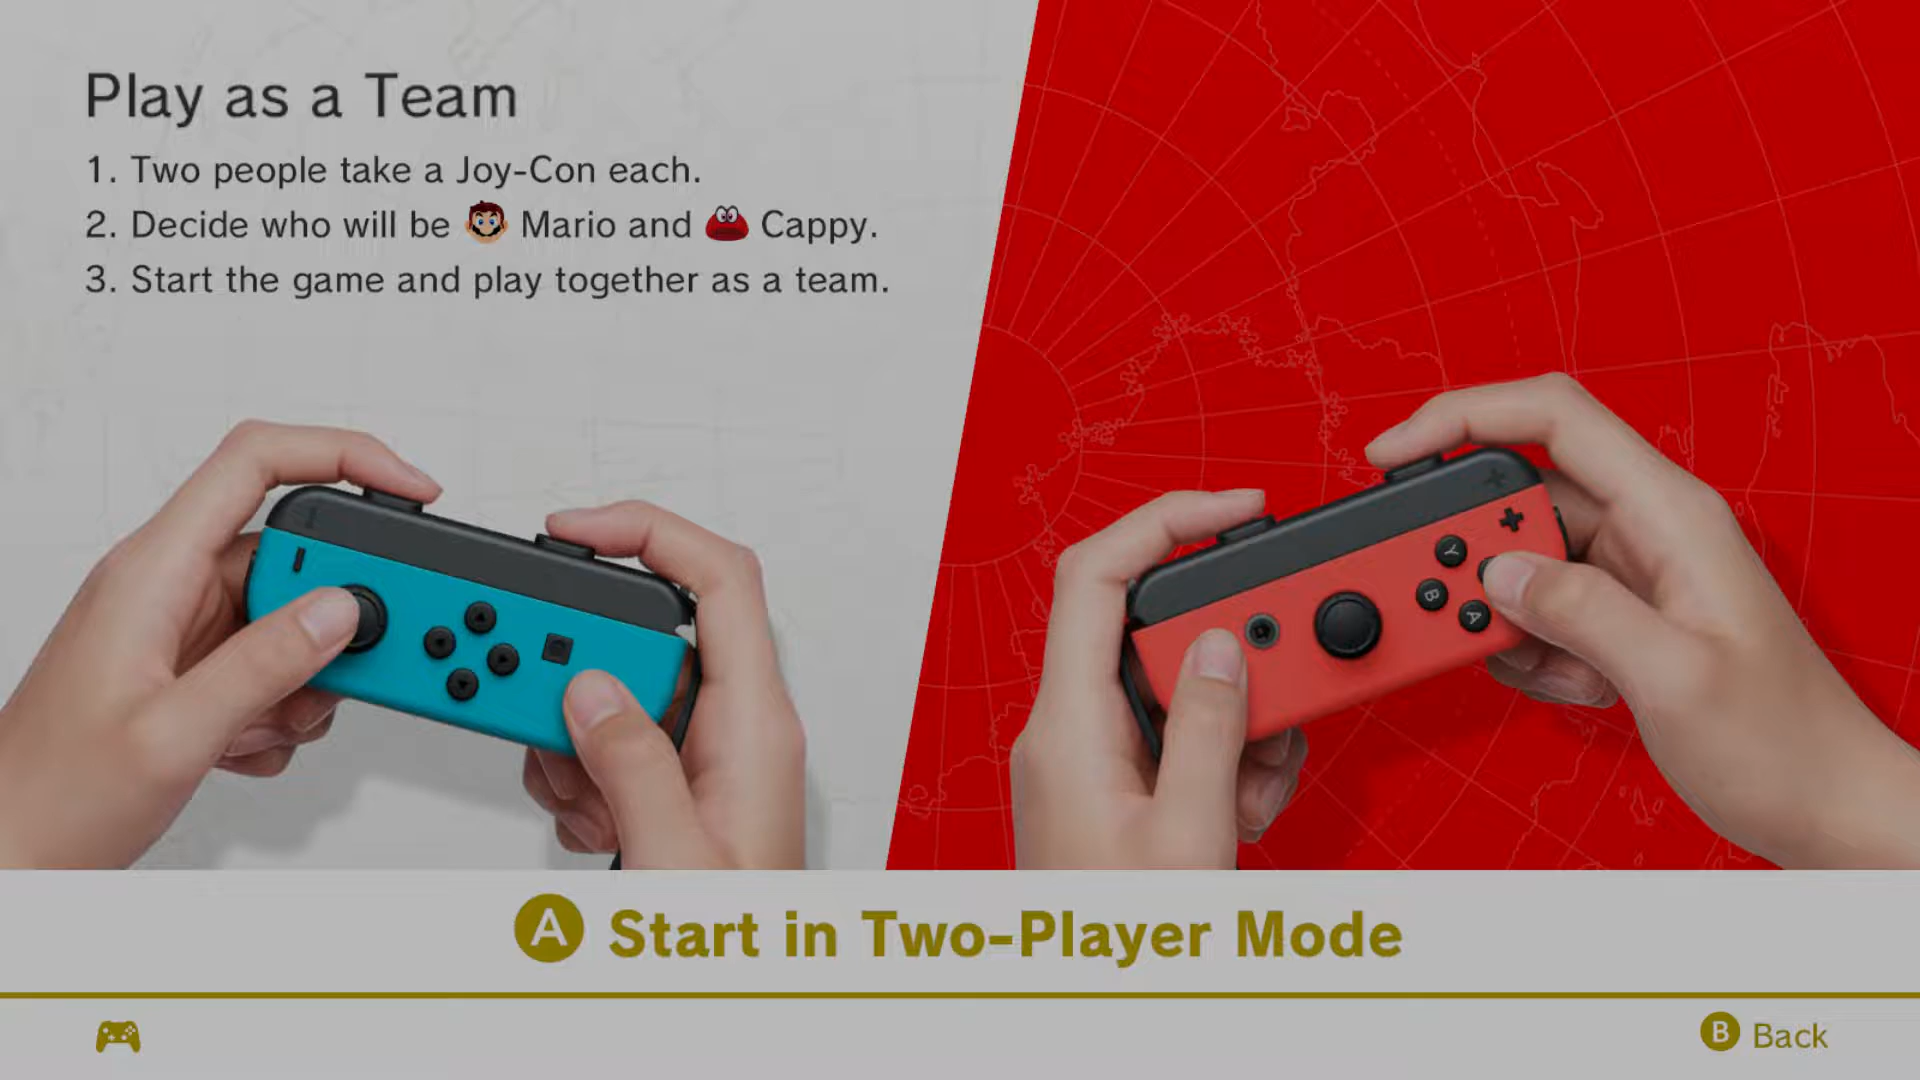 Play as a Team
1. Two people take a Joy-Con each.
2. Decide who will be Mario and Cappy.
3. Start the game and play together as a team.
Y
B
A
A Start in Two-Player Mode
B Back